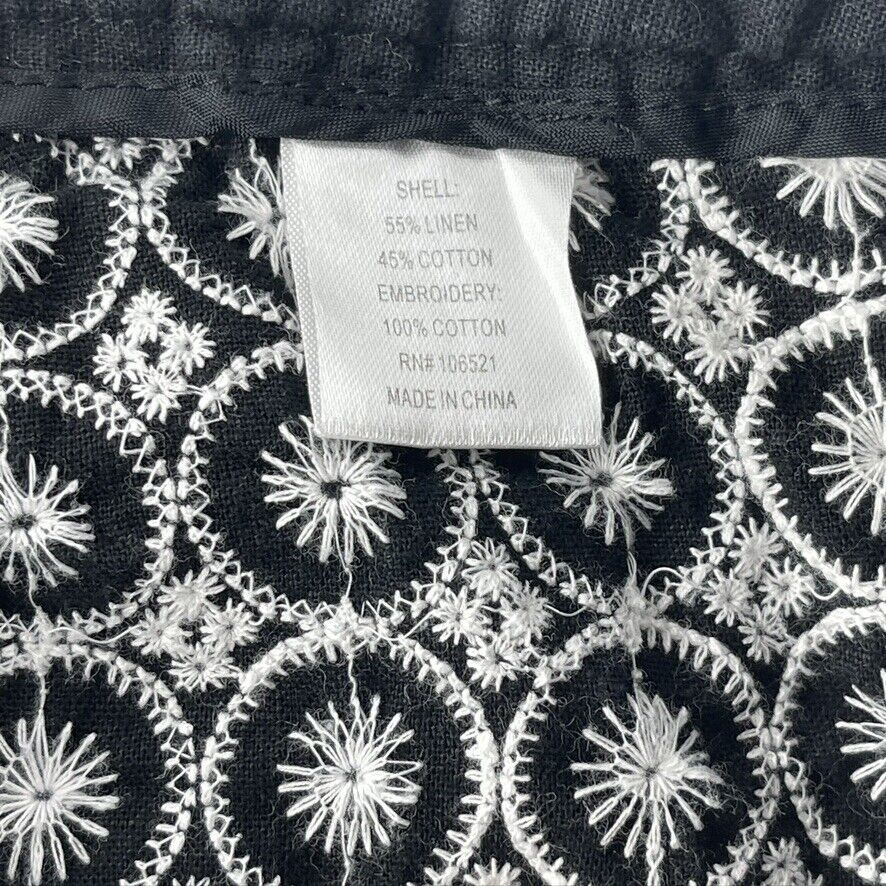 SHELL:
55% LINEN
45% COTTON
EMBROIDERY:
100% COTTON
RN# 106521
MADE IN CHINA